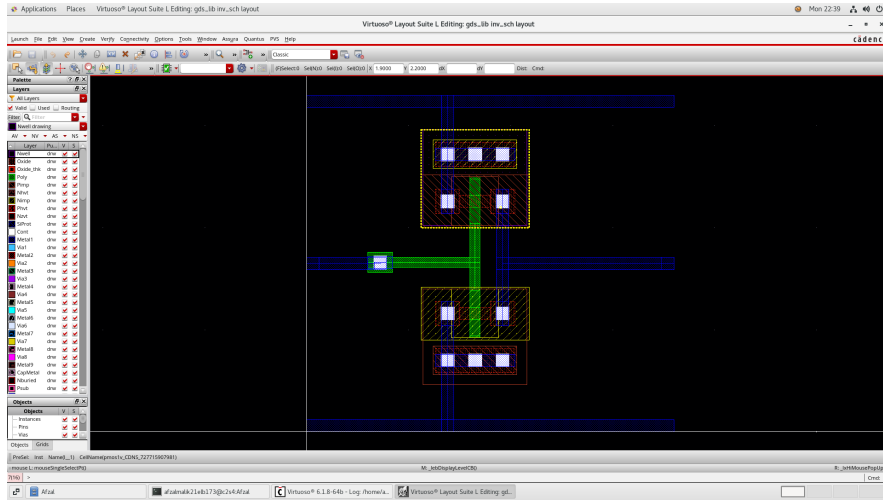 Applications Places Virtuoso® Layout Suite L Editing: gds_lib inv_sch layout Mon 22:39
Virtuoso® Layout Suite L Editing: gds_lib inv_sch layout
Launch File Edit View Create Verify Connectivity Options Tools Window Assura Quantus PVS Help cādence
Classic
(F)Select:0 Sel(N):0 Sel(I):0 Sel(O):0 X 1.9000 Y 2.2000 dX dY Dist: Cmd:
Palette
Layers
All Layers
Valid Used Routing
Filter Filter
Nwell drawing
AV NV AS NS
Layer Pu... V S
Nwell drw
Oxide drw
Oxide_thk drw
Poly drw
Pimp drw
Nhvt drw
Nimp drw
Phvt drw
Nzvt drw
SiProt drw
Cont drw
Metal1 drw
Via1 drw
Metal2 drw
Via2 drw
Metal3 drw
Via3 drw
Metal4 drw
Via4 drw
Metal5 drw
Via5 drw
Metal6 drw
Via6 drw
Metal7 drw
Via7 drw
Metal8 drw
Via8 drw
Metal9 drw
CapMetal drw
Nburied drw
Psub drw
Objects
Objects V S
Instances
Pins
Vias
Objects Grids
PreSel: Inst Name(I__1) CellName(pmos1v_CDNS_727715907981)
mouse L: mouseSingleSelectPt() M: _leiDisplayLevelCB() R: _lxHiMousePopUp
7(16) > Cmd:
Afzal afzalmalik21elb173@c2s4:Afzal Virtuoso® 6.1.8-64b - Log: /home/a... Virtuoso® Layout Suite L Editing: gd...